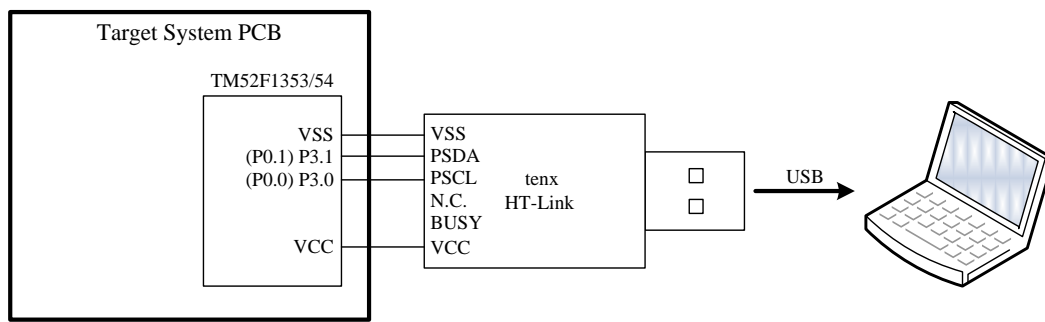 Target System PCB
TM52F1353/54
VSS
(P0.1) P3.1
(P0.0) P3.0
VCC
VSS
PSDA
PSCL
N.C.
BUSY
VCC
tenx
HT-Link
USB